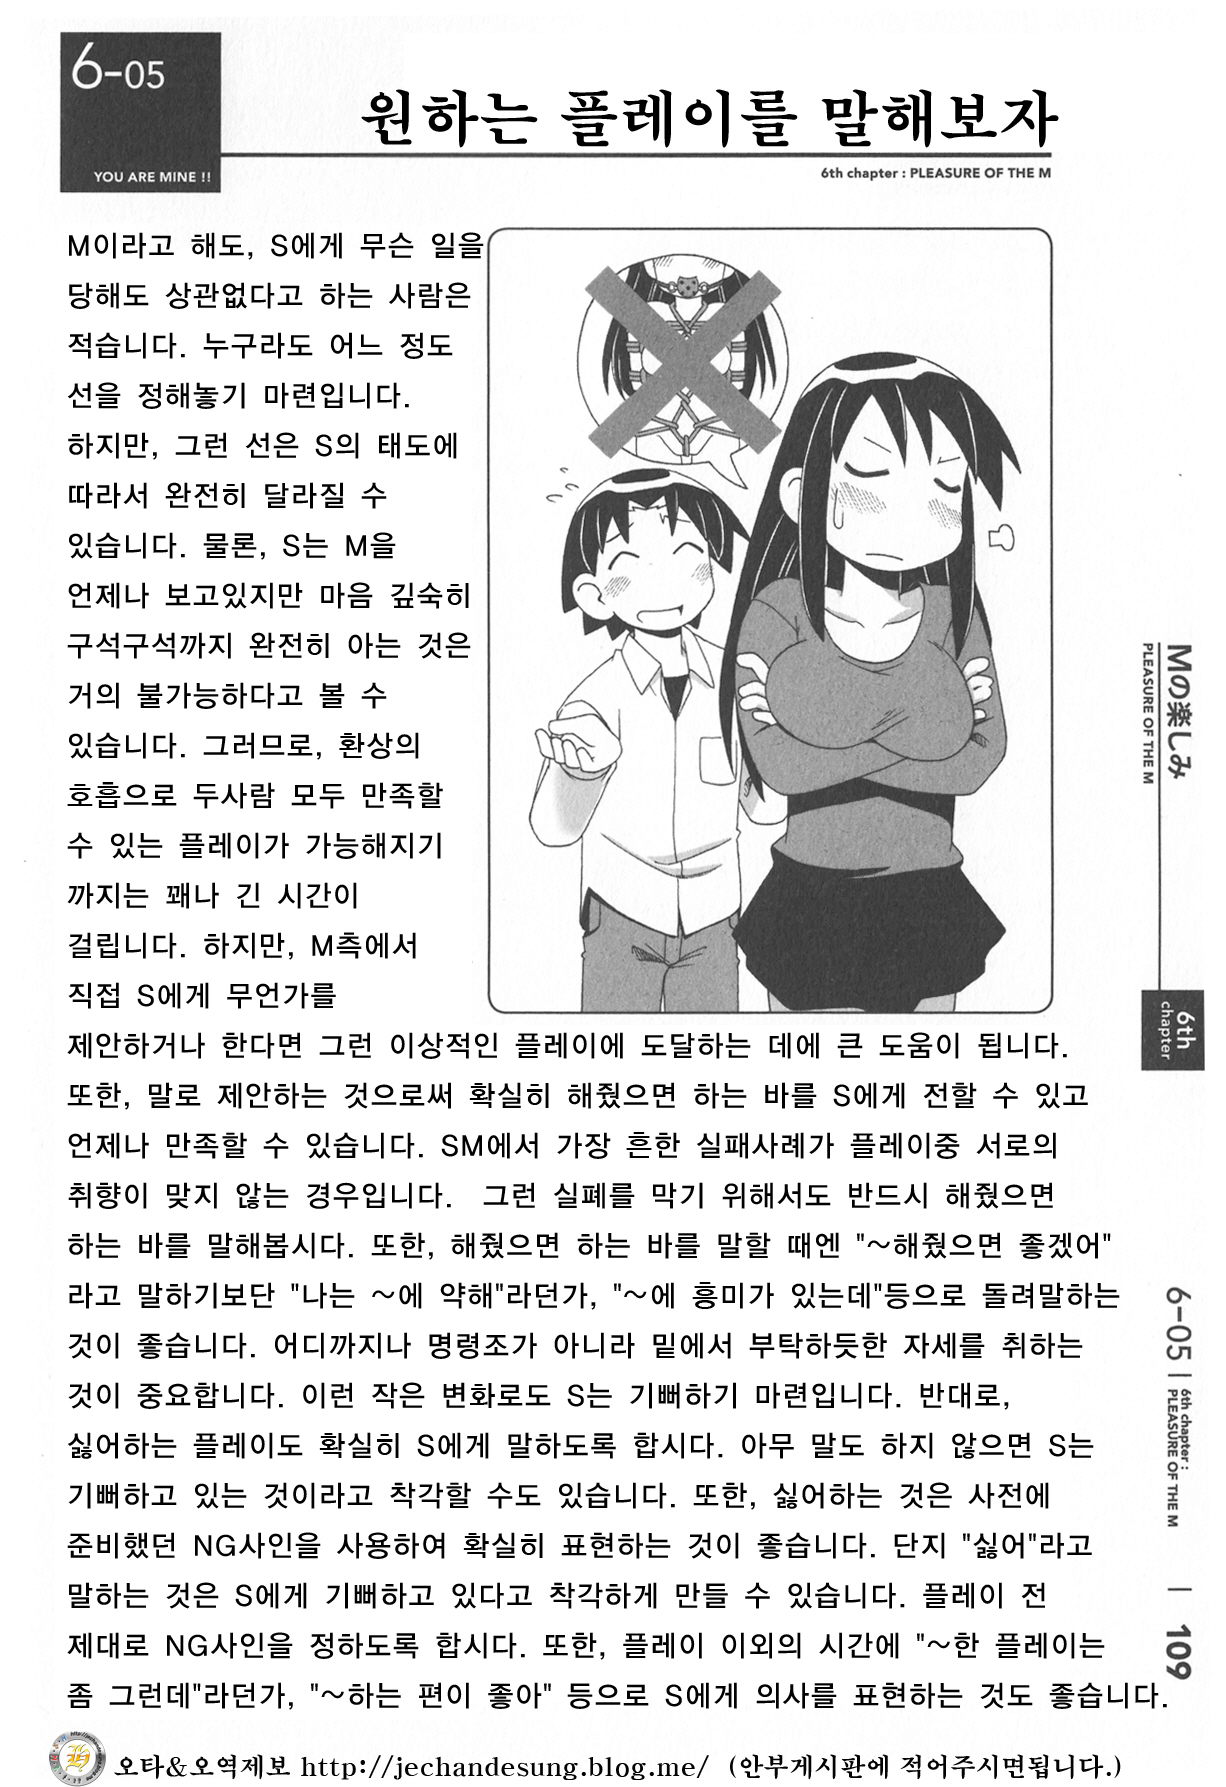 6-05
YOU ARE MINE !!
원하는 플레이를 말해보자
6th chapter : PLEASURE OF THE M
M이라고 해도, S에게 무슨 일을
당해도 상관없다고 하는 사람은
적습니다. 누구라도 어느 정도
선을 정해놓기 마련입니다.
하지만, 그런 선은 S의 태도에
따라서 완전히 달라질 수
있습니다. 물론, S는 M을
언제나 보고있지만 마음 깊숙히
구석구석까지 완전히 아는 것은
거의 불가능하다고 볼 수
있습니다. 그러므로, 환상의
호흡으로 두사람 모두 만족할
수 있는 플레이가 가능해지기
까지는 꽤나 긴 시간이
걸립니다. 하지만, M측에서
직접 S에게 무언가를
제안하거나 한다면 그런 이상적인 플레이에 도달하는 데에 큰 도움이 됩니다.
또한, 말로 제안하는 것으로써 확실히 해줬으면 하는 바를 S에게 전할 수 있고
언제나 만족할 수 있습니다. SM에서 가장 흔한 실패사례가 플레이중 서로의
취향이 맞지 않는 경우입니다. 그런 실폐를 막기 위해서도 반드시 해줬으면
하는 바를 말해봅시다. 또한, 해줬으면 하는 바를 말할 때엔 "～해줬으면 좋겠어"
라고 말하기보단 "나는 ～에 약해"라던가, "～에 흥미가 있는데"등으로 돌려말하는
것이 좋습니다. 어디까지나 명령조가 아니라 밑에서 부탁하듯한 자세를 취하는
것이 중요합니다. 이런 작은 변화로도 S는 기뻐하기 마련입니다. 반대로,
싫어하는 플레이도 확실히 S에게 말하도록 합시다. 아무 말도 하지 않으면 S는
기뻐하고 있는 것이라고 착각할 수도 있습니다. 또한, 싫어하는 것은 사전에
준비했던 NG사인을 사용하여 확실히 표현하는 것이 좋습니다. 단지 "싫어"라고
말하는 것은 S에게 기뻐하고 있다고 착각하게 만들 수 있습니다. 플레이 전
제대로 NG사인을 정하도록 합시다. 또한, 플레이 이외의 시간에 "～한 플레이는
좀 그런데"라던가, "～하는 편이 좋아" 등으로 S에게 의사를 표현하는 것도 좋습니다.
Mの楽しみ
PLEASURE OF THE M
6th
chapter
6-05
6th chapter :
PLEASURE OF THE M
109
오타&오역제보 http://jechandesung.blog.me/ (안부게시판에 적어주시면됩니다.)